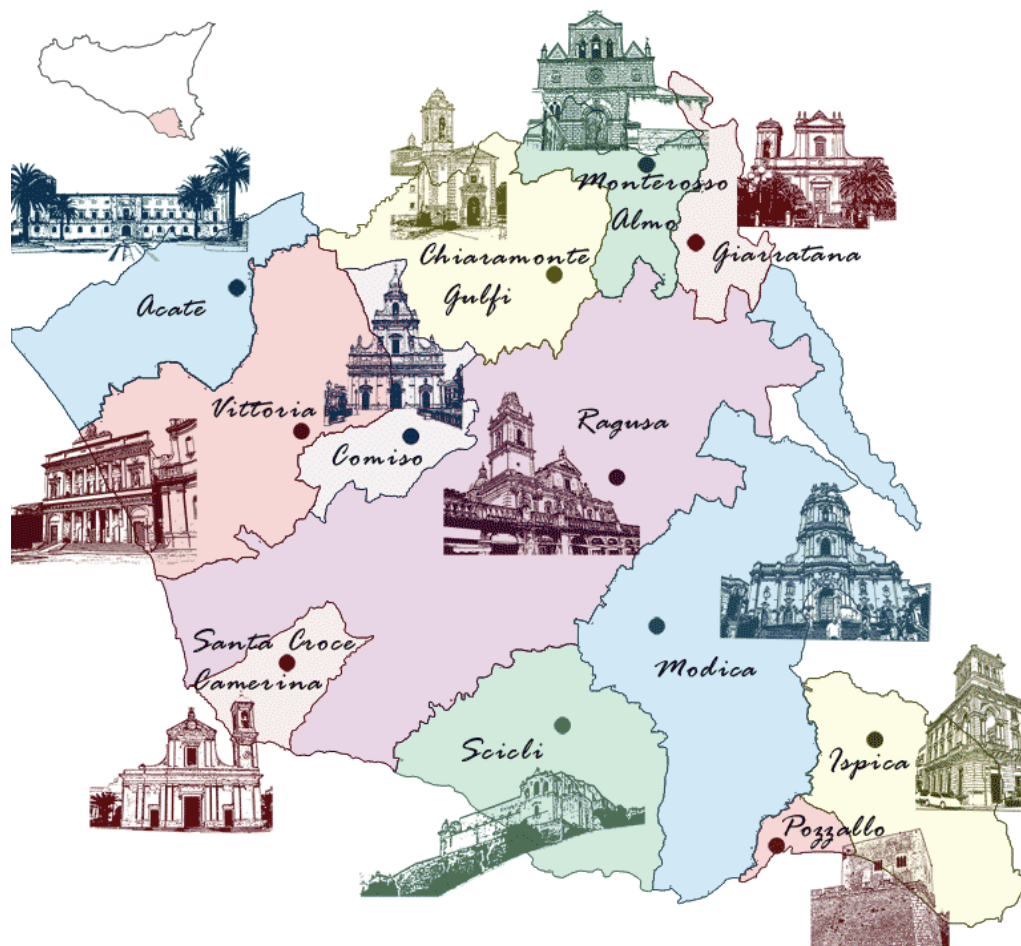 Monterosso
Almo
Giarratana
Chiaramonte
Gulfi
Acate
Vittoria
Comiso
Ragusa
Santa Croce
Camerina
Modica
Scicli
Ispica
Pozzallo